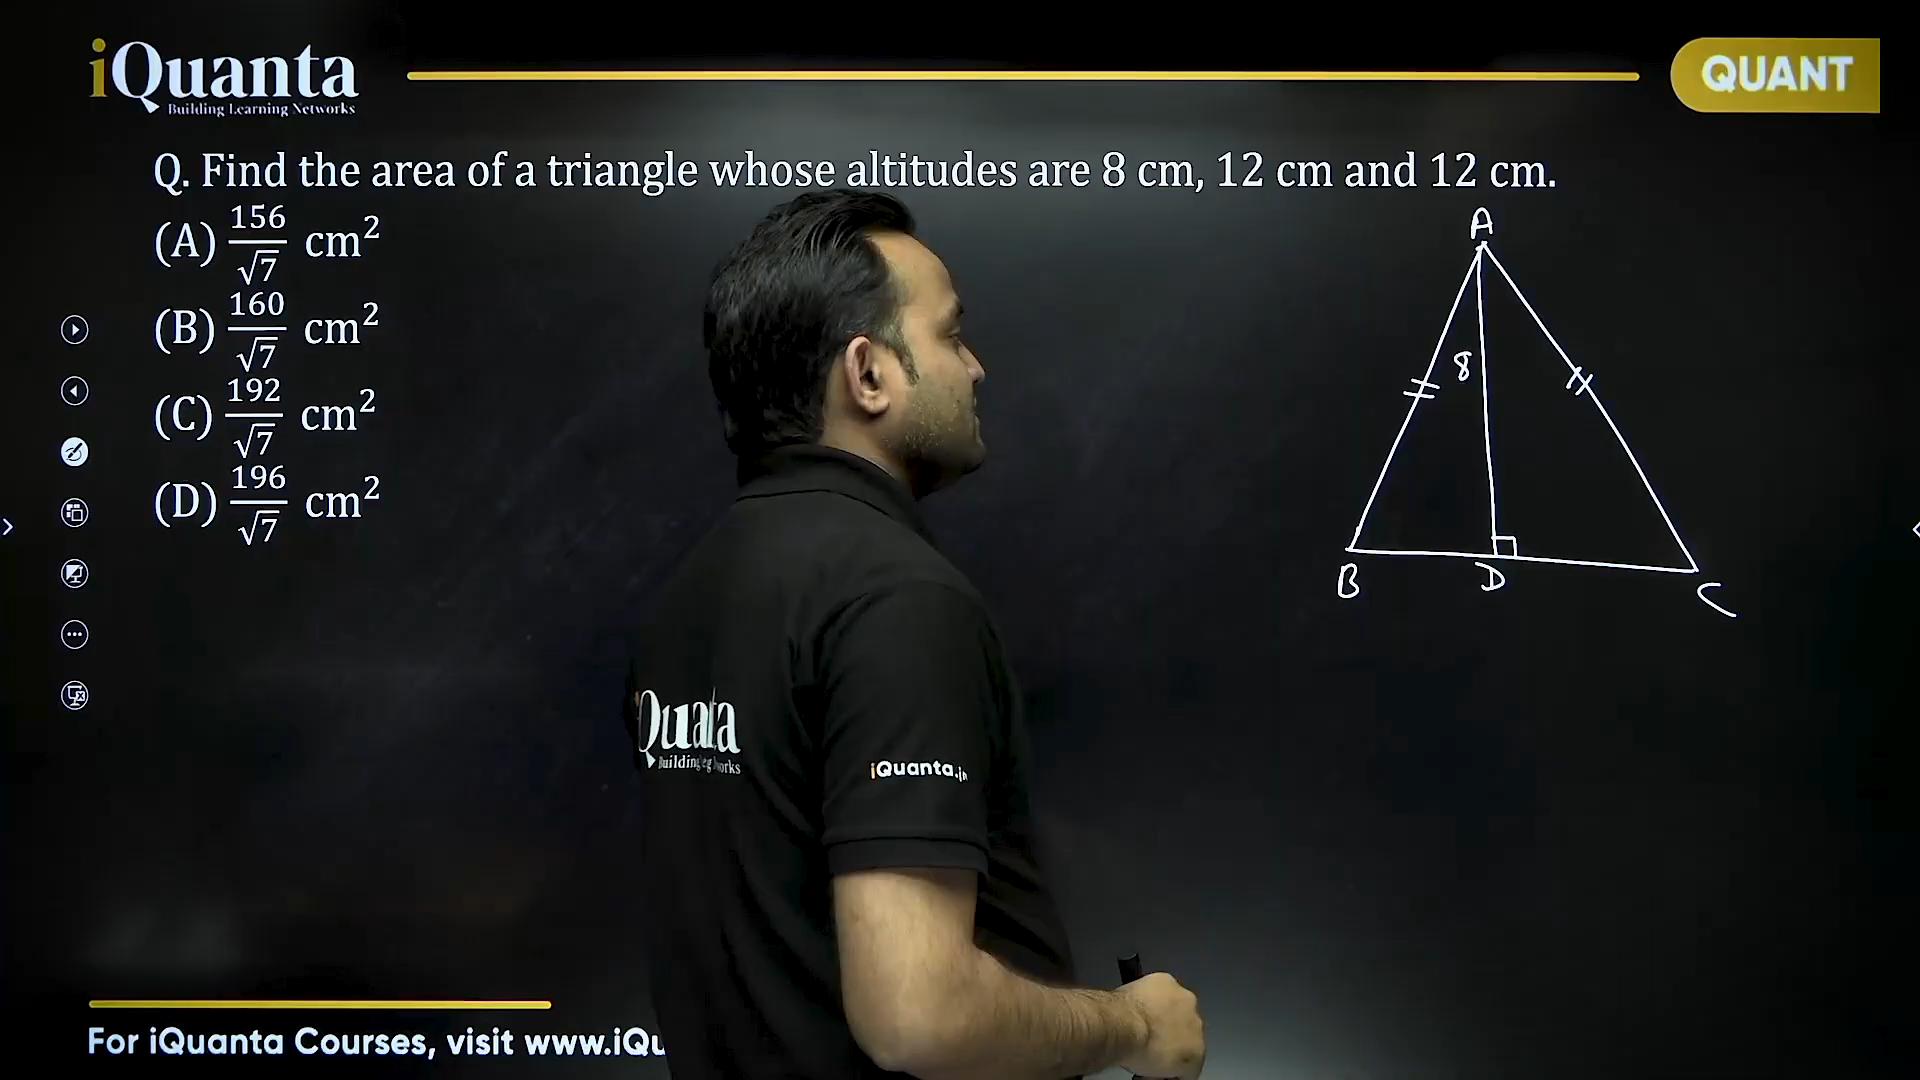 iQuanta
Building Learning Networks
QUANT
Q. Find the area of a triangle whose altitudes are 8 cm, 12 cm and 12 cm.
(A) 156/√7 cm²
(B) 160/√7 cm²
(C) 192/√7 cm²
(D) 196/√7 cm²
A
8
B
D
C
iQuanta.in
For iQuanta Courses, visit